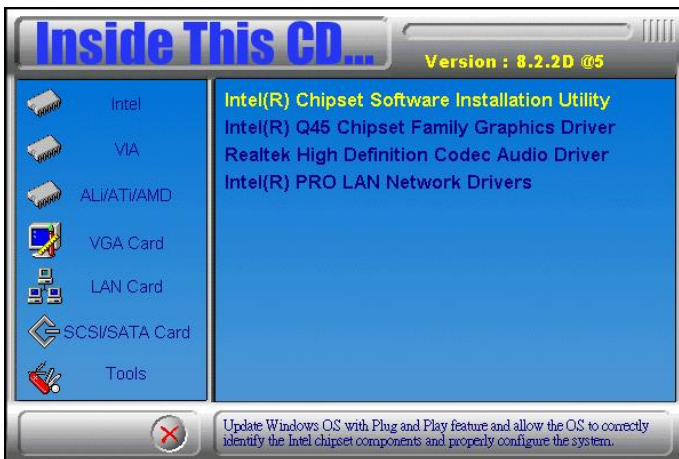 Inside This CD...
Version : 8.2.2D @5
Intel
VIA
ALi/ATi/AMD
VGA Card
LAN Card
SCSI/SATA Card
Tools
Intel(R) Chipset Software Installation Utility
Intel(R) Q45 Chipset Family Graphics Driver
Realtek High Definition Codec Audio Driver
Intel(R) PRO LAN Network Drivers
Update Windows OS with Plug and Play feature and allow the OS to correctly
identify the Intel chipset components and properly configure the system.